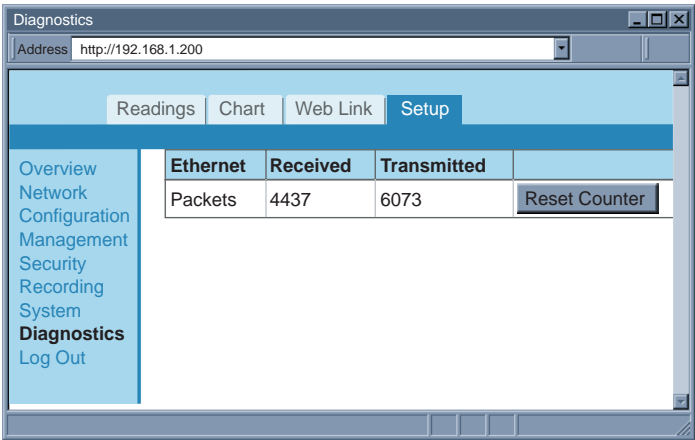 Diagnostics
Address http://192.168.1.200
Readings Chart Web Link Setup
Overview
Network
Configuration
Management
Security
Recording
System
Diagnostics
Log Out
Ethernet Received Transmitted
Packets 4437 6073 Reset Counter